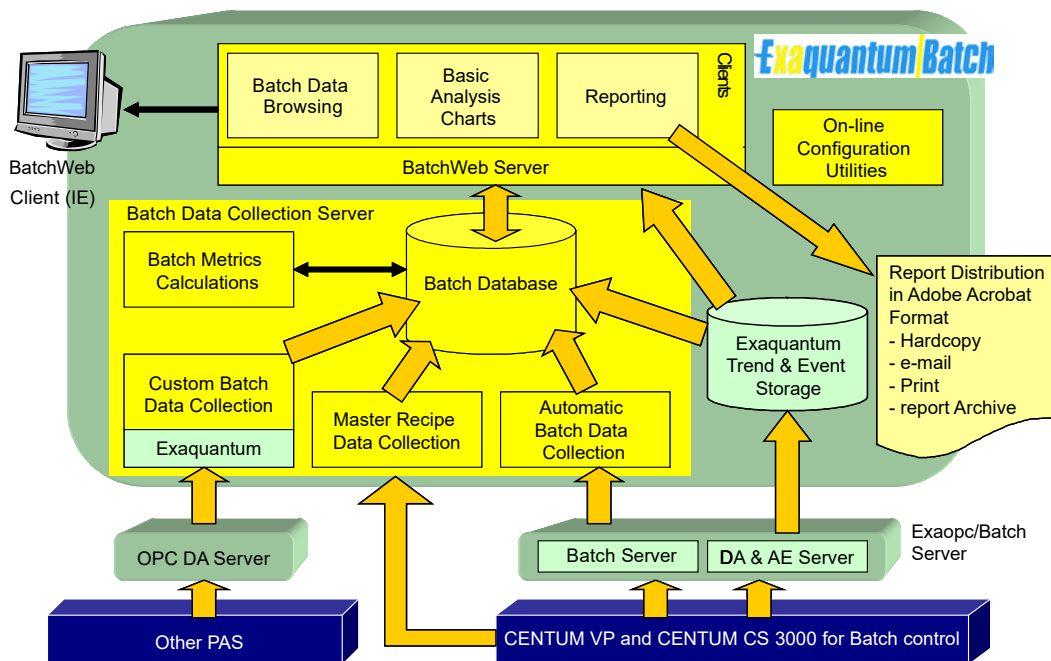 Exaquantum/Batch
Clients
Batch Data
Browsing
Basic
Analysis
Charts
Reporting
BatchWeb Server
On-line
Configuration
Utilities
BatchWeb
Client (IE)
Batch Data Collection Server
Batch Metrics
Calculations
Batch Database
Custom Batch
Data Collection
Exaquantum
Master Recipe
Data Collection
Automatic
Batch Data
Collection
Exaquantum
Trend & Event
Storage
Report Distribution
in Adobe Acrobat
Format
- Hardcopy
- e-mail
- Print
- report Archive
OPC DA Server
Batch Server
DA & AE Server
Exaopc/Batch
Server
Other PAS
CENTUM VP and CENTUM CS 3000 for Batch control